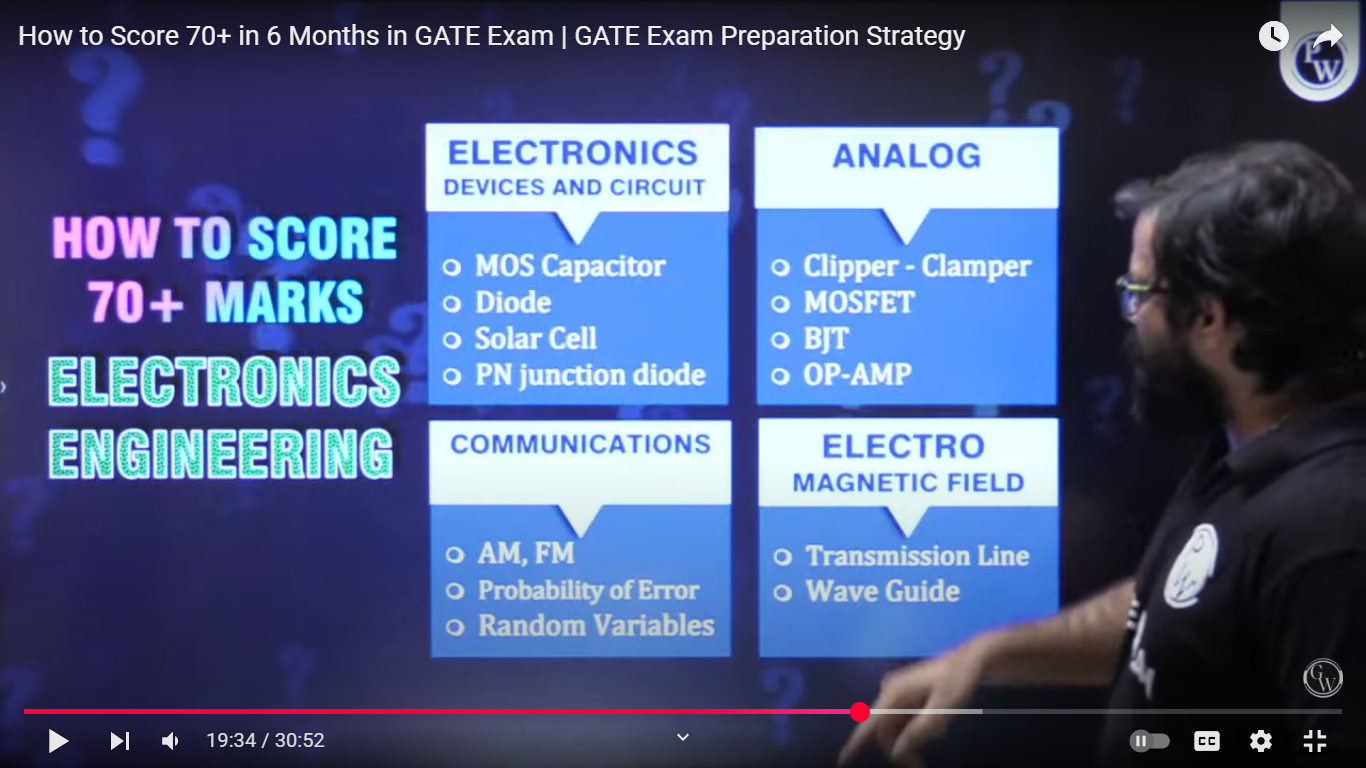 How to Score 70+ in 6 Months in GATE Exam | GATE Exam Preparation Strategy
PW
HOW TO SCORE
70+ MARKS
ELECTRONICS
ENGINEERING
ELECTRONICS
DEVICES AND CIRCUIT
MOS Capacitor
Diode
Solar Cell
PN junction diode
ANALOG
Clipper - Clamper
MOSFET
BJT
OP-AMP
COMMUNICATIONS
AM, FM
Probability of Error
Random Variables
ELECTRO
MAGNETIC FIELD
Transmission Line
Wave Guide
GW
19:34 / 30:52
CC